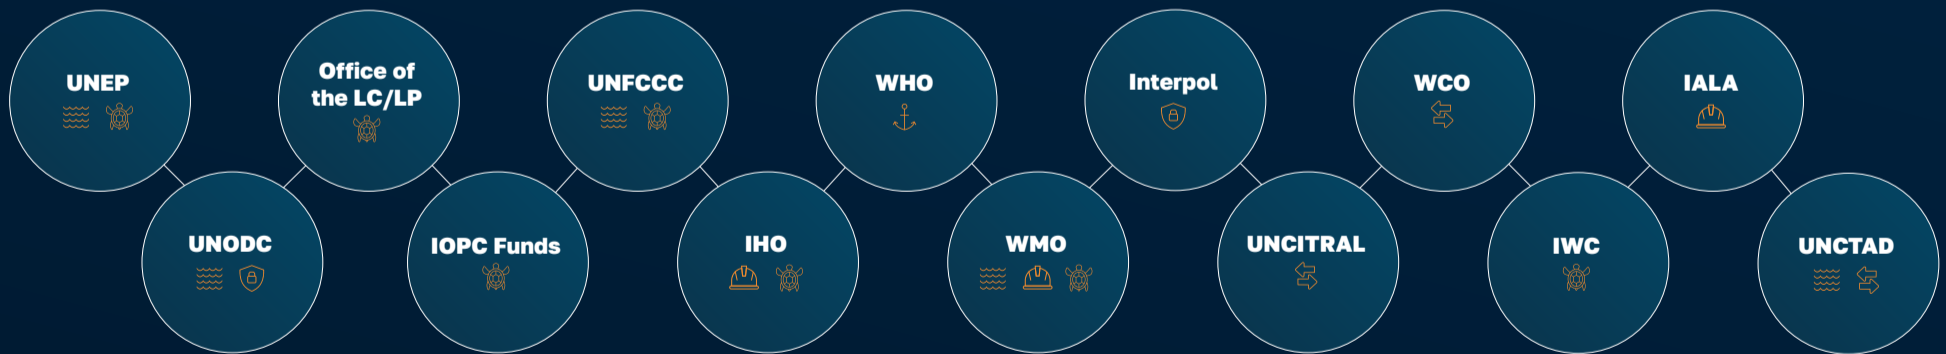 UNEP
Office of
the LC/LP
UNFCCC
WHO
Interpol
WCO
IALA
UNODC
IOPC Funds
IHO
WMO
UNCITRAL
IWC
UNCTAD